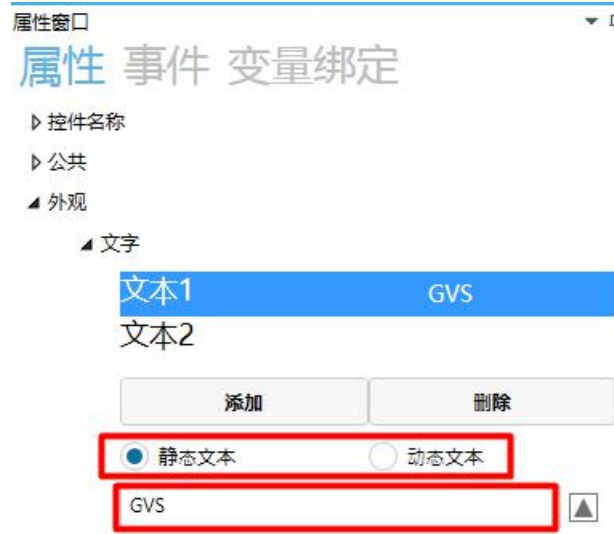 属性窗口
属性 事件 变量绑定
控件名称
公共
外观
文字
文本1 GVS
文本2
添加 删除
静态文本 动态文本
GVS